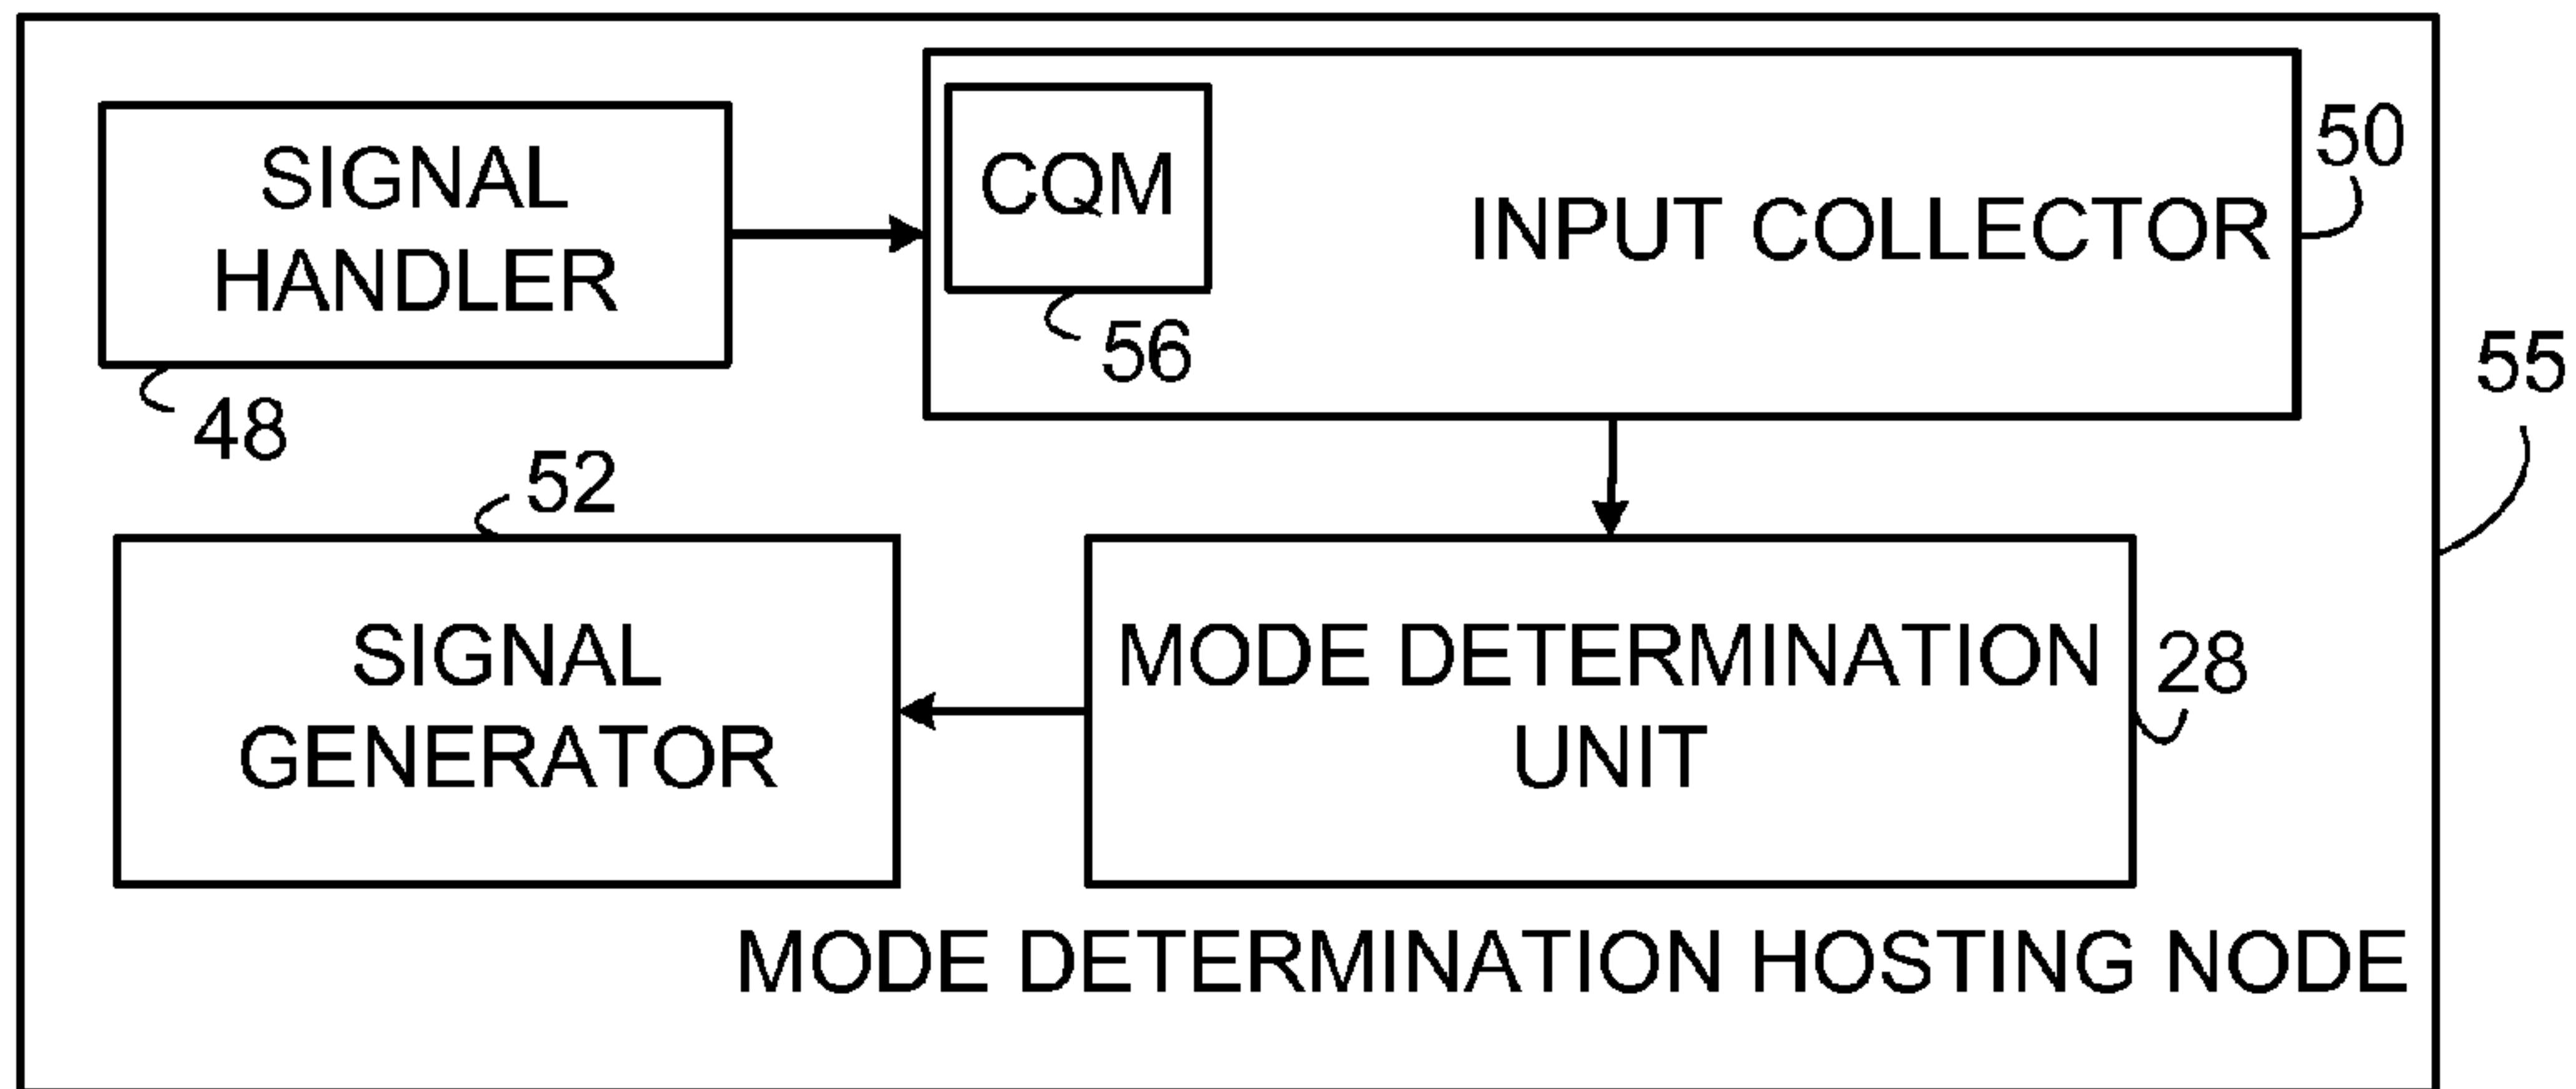 SIGNAL
HANDLER
48
CQM
56
INPUT COLLECTOR
50
55
52
SIGNAL
GENERATOR
MODE DETERMINATION
UNIT
28
MODE DETERMINATION HOSTING NODE